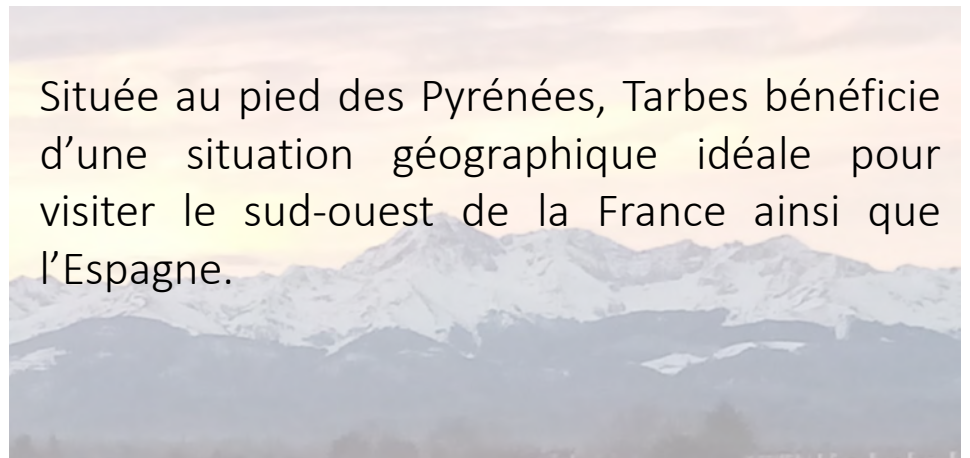 Située au pied des Pyrénées, Tarbes bénéficie
d’une situation géographique idéale pour
visiter le sud-ouest de la France ainsi que
l’Espagne.